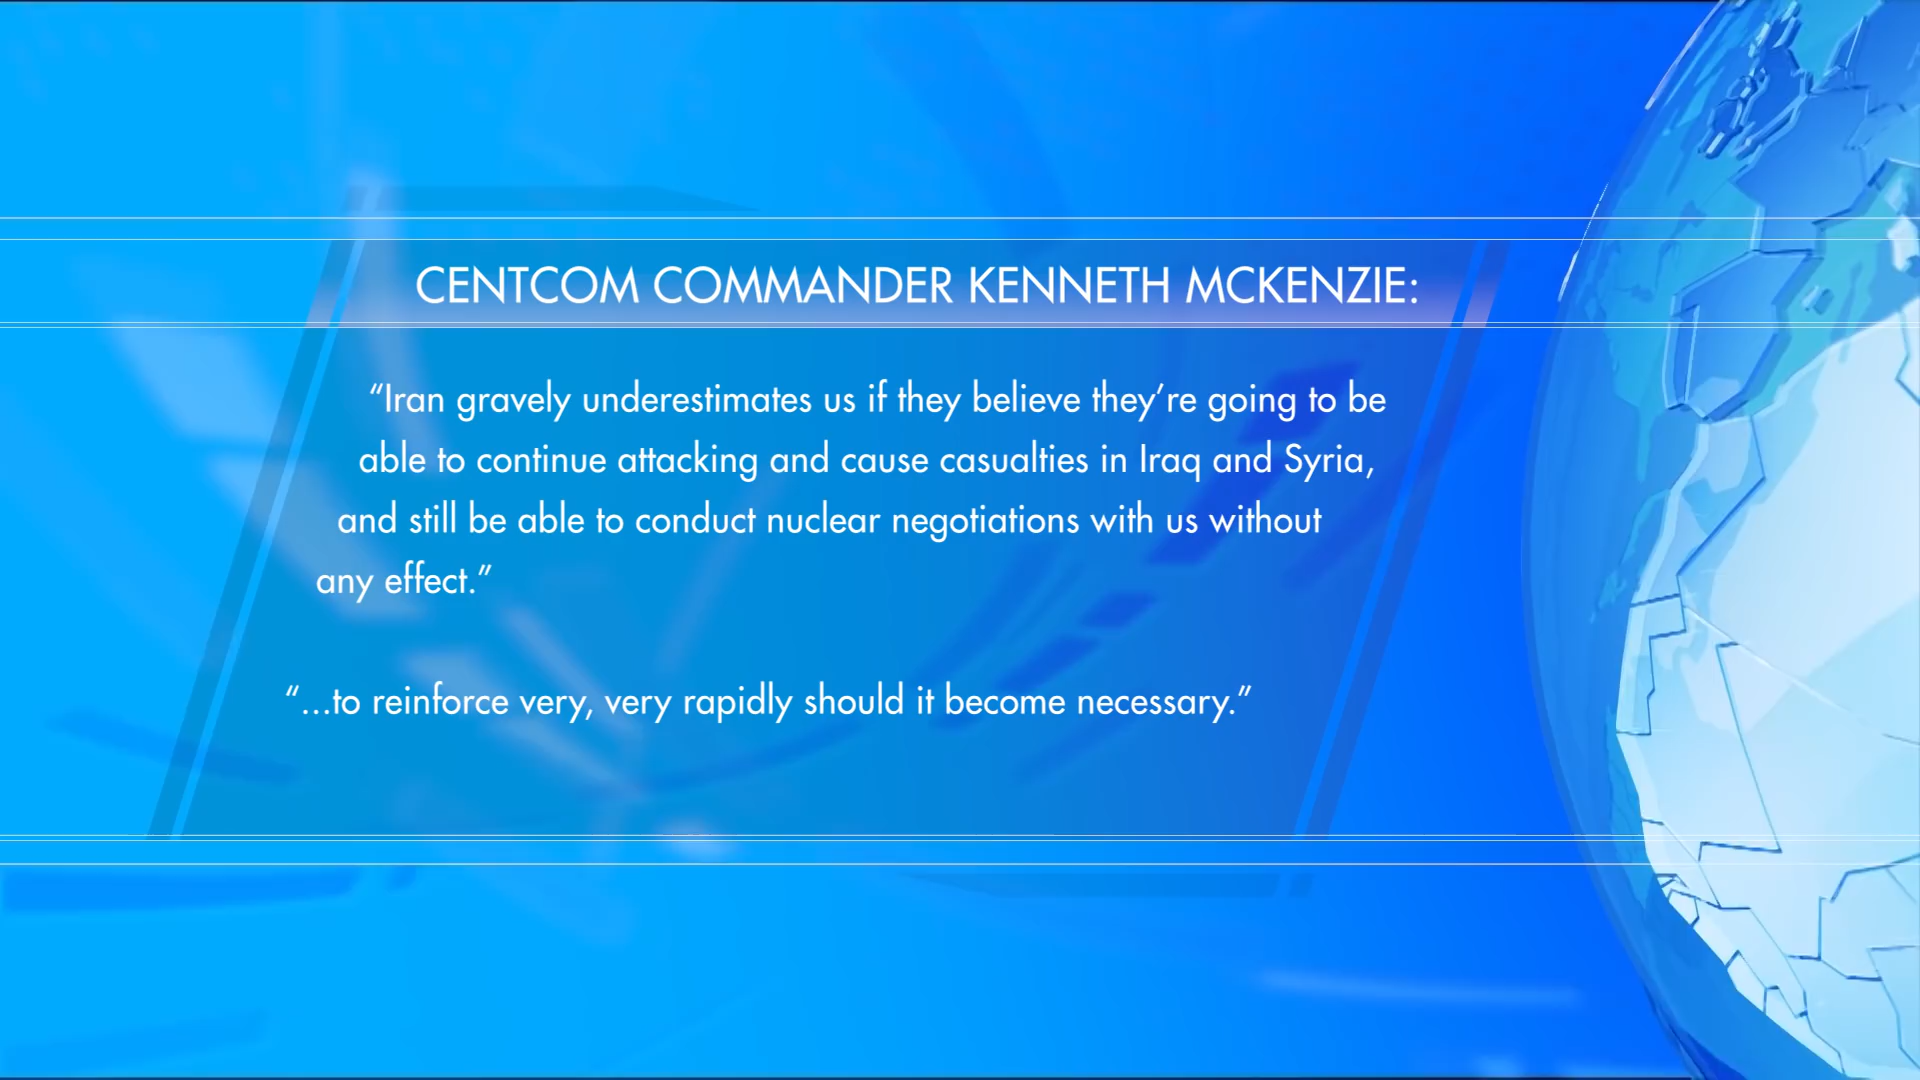 CENTCOM COMMANDER KENNETH MCKENZIE:
“Iran gravely underestimates us if they believe they’re going to be
able to continue attacking and cause casualties in Iraq and Syria,
and still be able to conduct nuclear negotiations with us without
any effect.”
“...to reinforce very, very rapidly should it become necessary.”